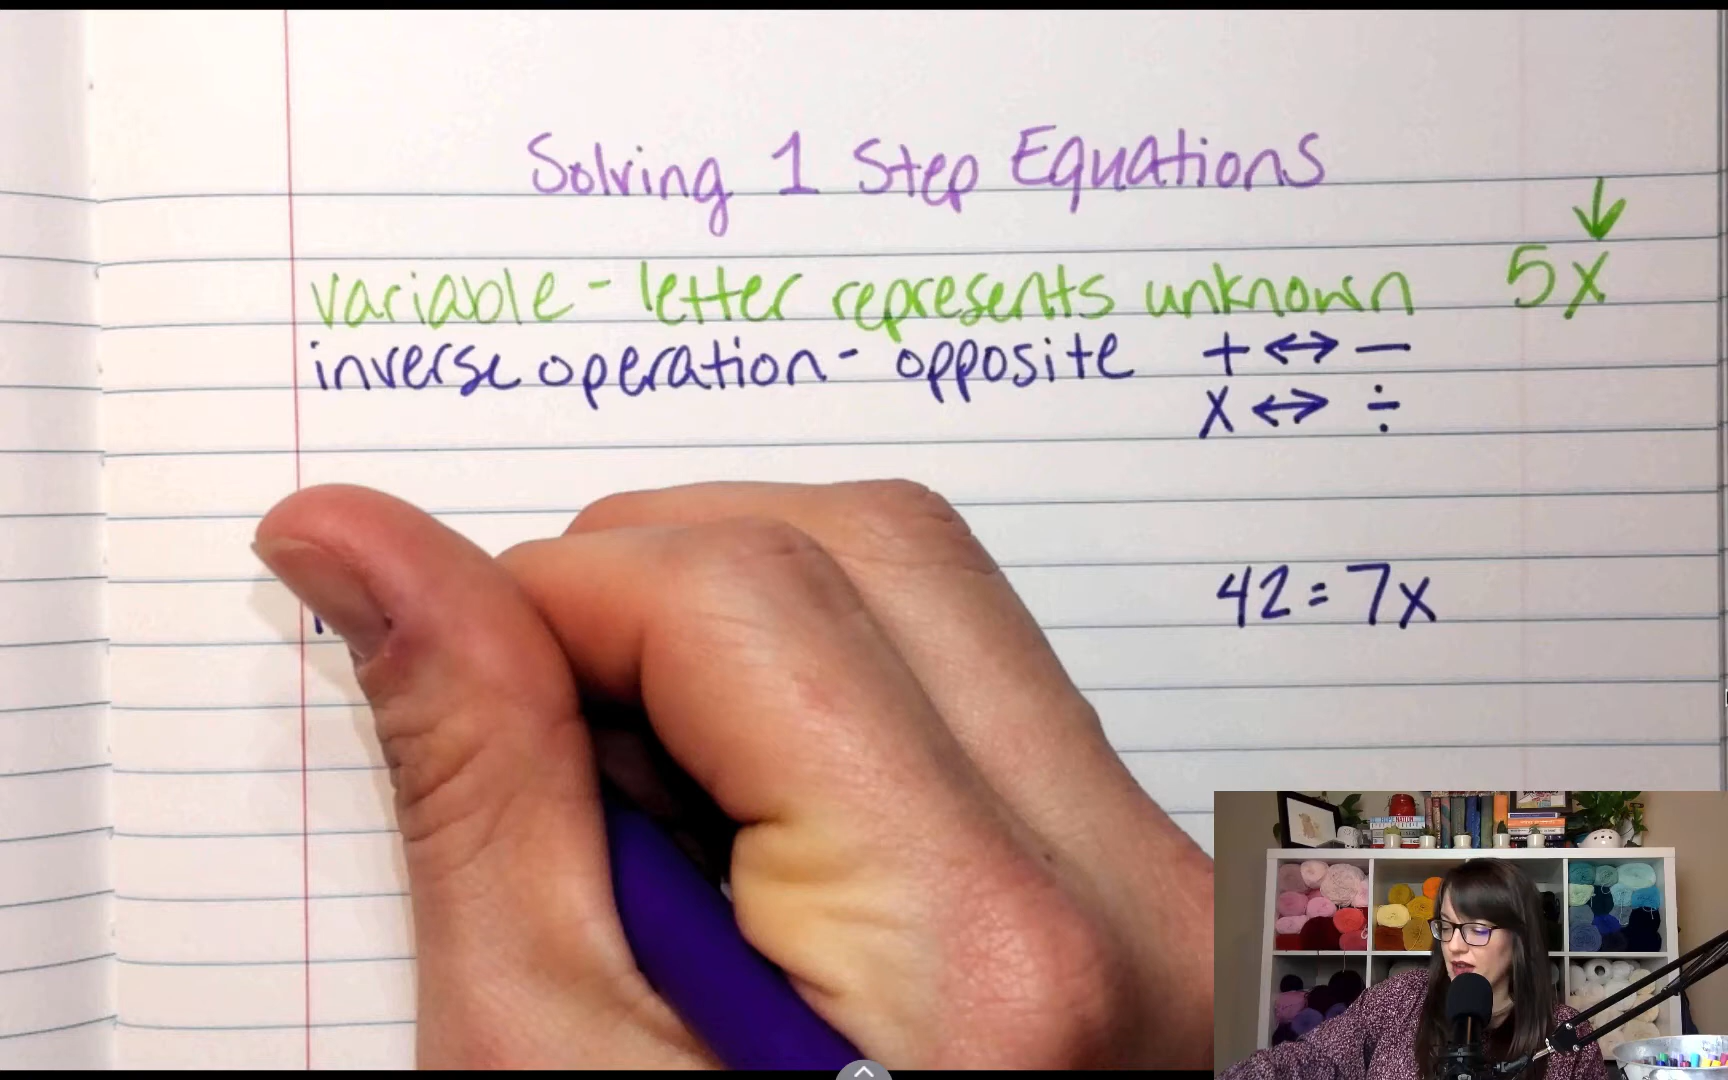 Solving 1 Step Equations
variable - letter represents unknown 5x
inverse operation - opposite + ↔ −
x ↔ ÷
42 = 7x